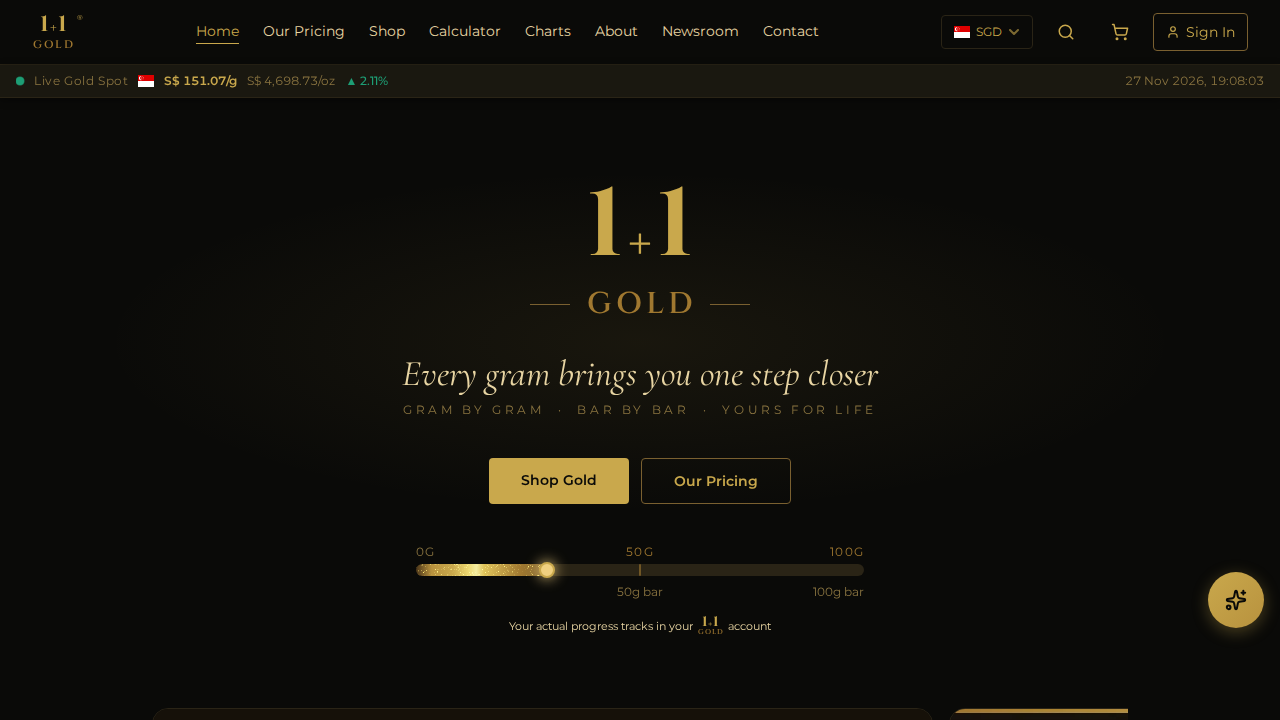 1+1 ®
GOLD
Home Our Pricing Shop Calculator Charts About Newsroom Contact
SGD
Sign In
Live Gold Spot S$ 151.07/g S$ 4,698.73/oz ▲ 2.11%
27 Nov 2026, 19:08:03
1+1
GOLD
Every gram brings you one step closer
GRAM BY GRAM · BAR BY BAR · YOURS FOR LIFE
Shop Gold
Our Pricing
0G 50G 100G
50g bar 100g bar
Your actual progress tracks in your 1+1 GOLD account